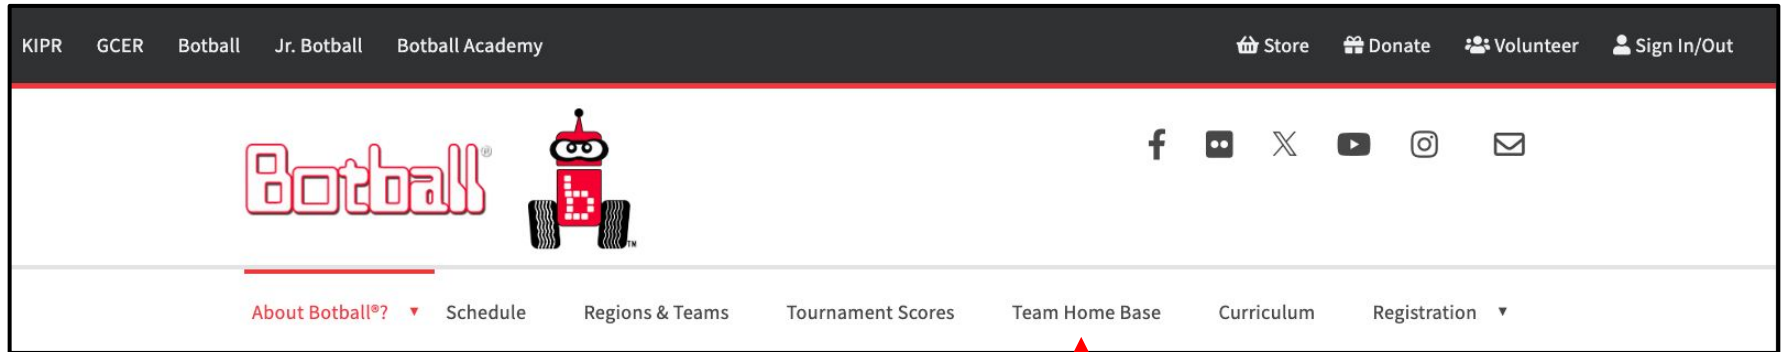 KIPR GCER Botball Jr. Botball Botball Academy Store Donate Volunteer Sign In/Out
Botball®
b
TM
About Botball®? Schedule Regions & Teams Tournament Scores Team Home Base Curriculum Registration